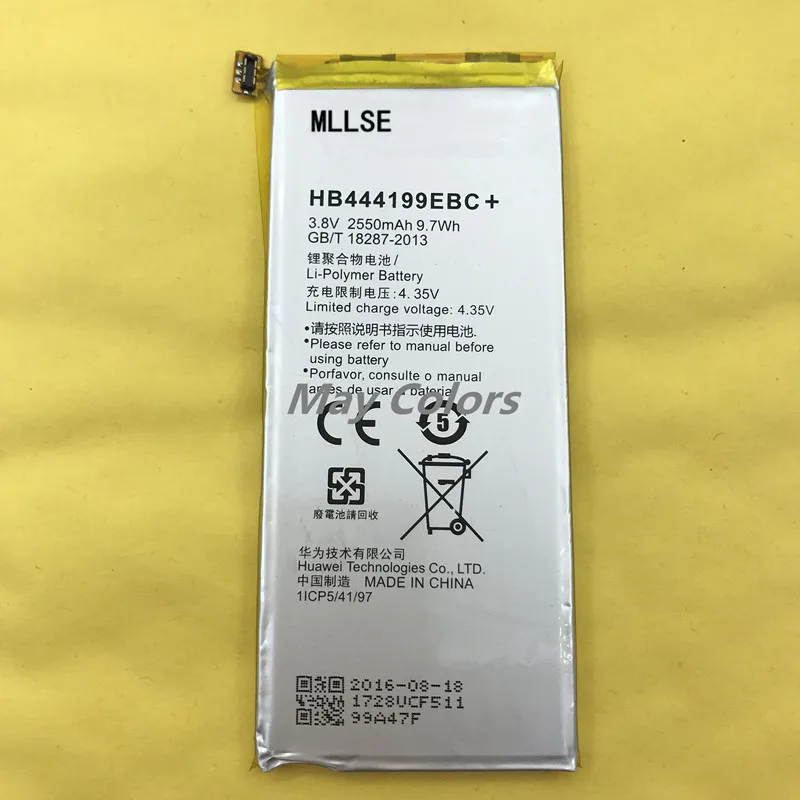 MLLSE
HB444199EBC+
3.8V 2550mAh 9.7Wh
GB/T 18287-2013
锂聚合物电池/
Li-Polymer Battery
充电限制电压:4.35V
Limited charge voltage: 4.35V
•请按照说明书指示使用电池.
•Please refer to manual before
using battery
•Porfavor, consulte o manual
antes de usar a bateria.
May Colors
CE
5
廢電池請回收
华为技术有限公司
Huawei Technologies Co., LTD.
中国制造 MADE IN CHINA
1ICP5/41/97
2016-08-18
1728UCF511
99A47F